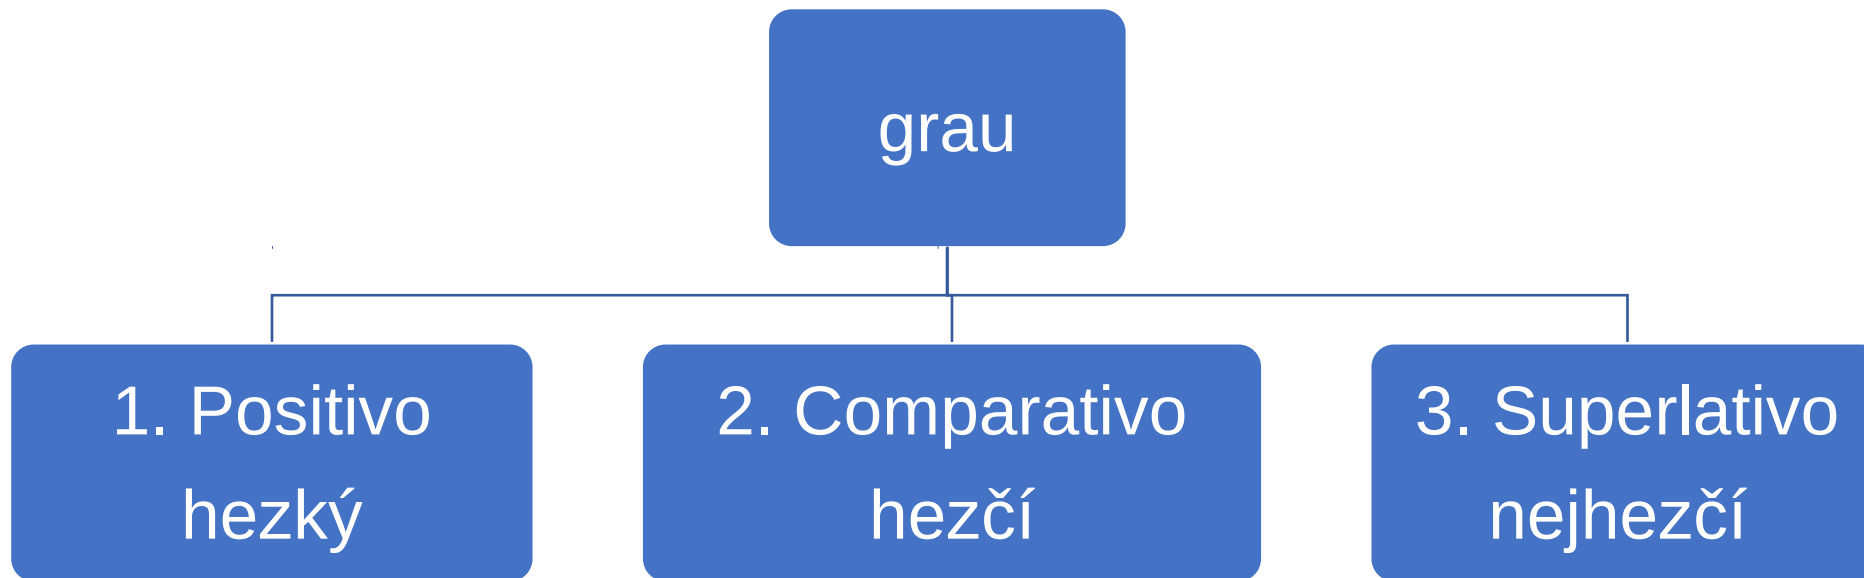 grau
1. Positivo
hezký
2. Comparativo
hezčí
3. Superlativo
nejhezčí